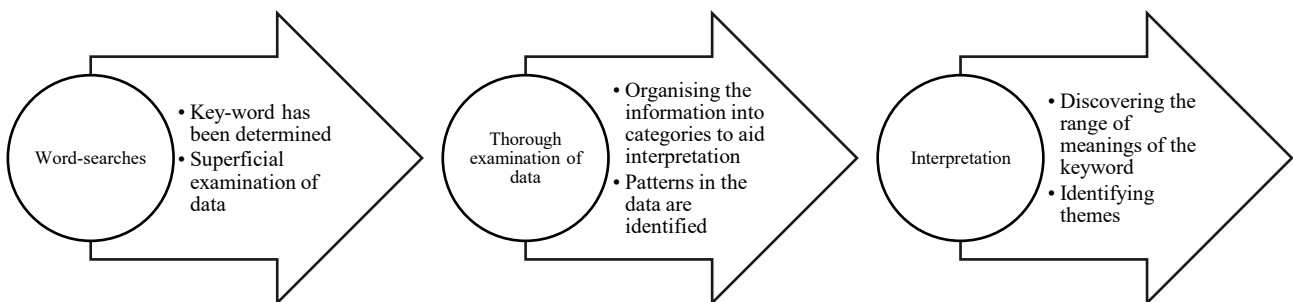 Word-searches
• Key-word has
been determined
• Superficial
examination of
data
Thorough
examination of
data
• Organising the
information into
categories to aid
interpretation
• Patterns in the
data are
identified
Interpretation
• Discovering the
range of
meanings of the
keyword
• Identifying
themes